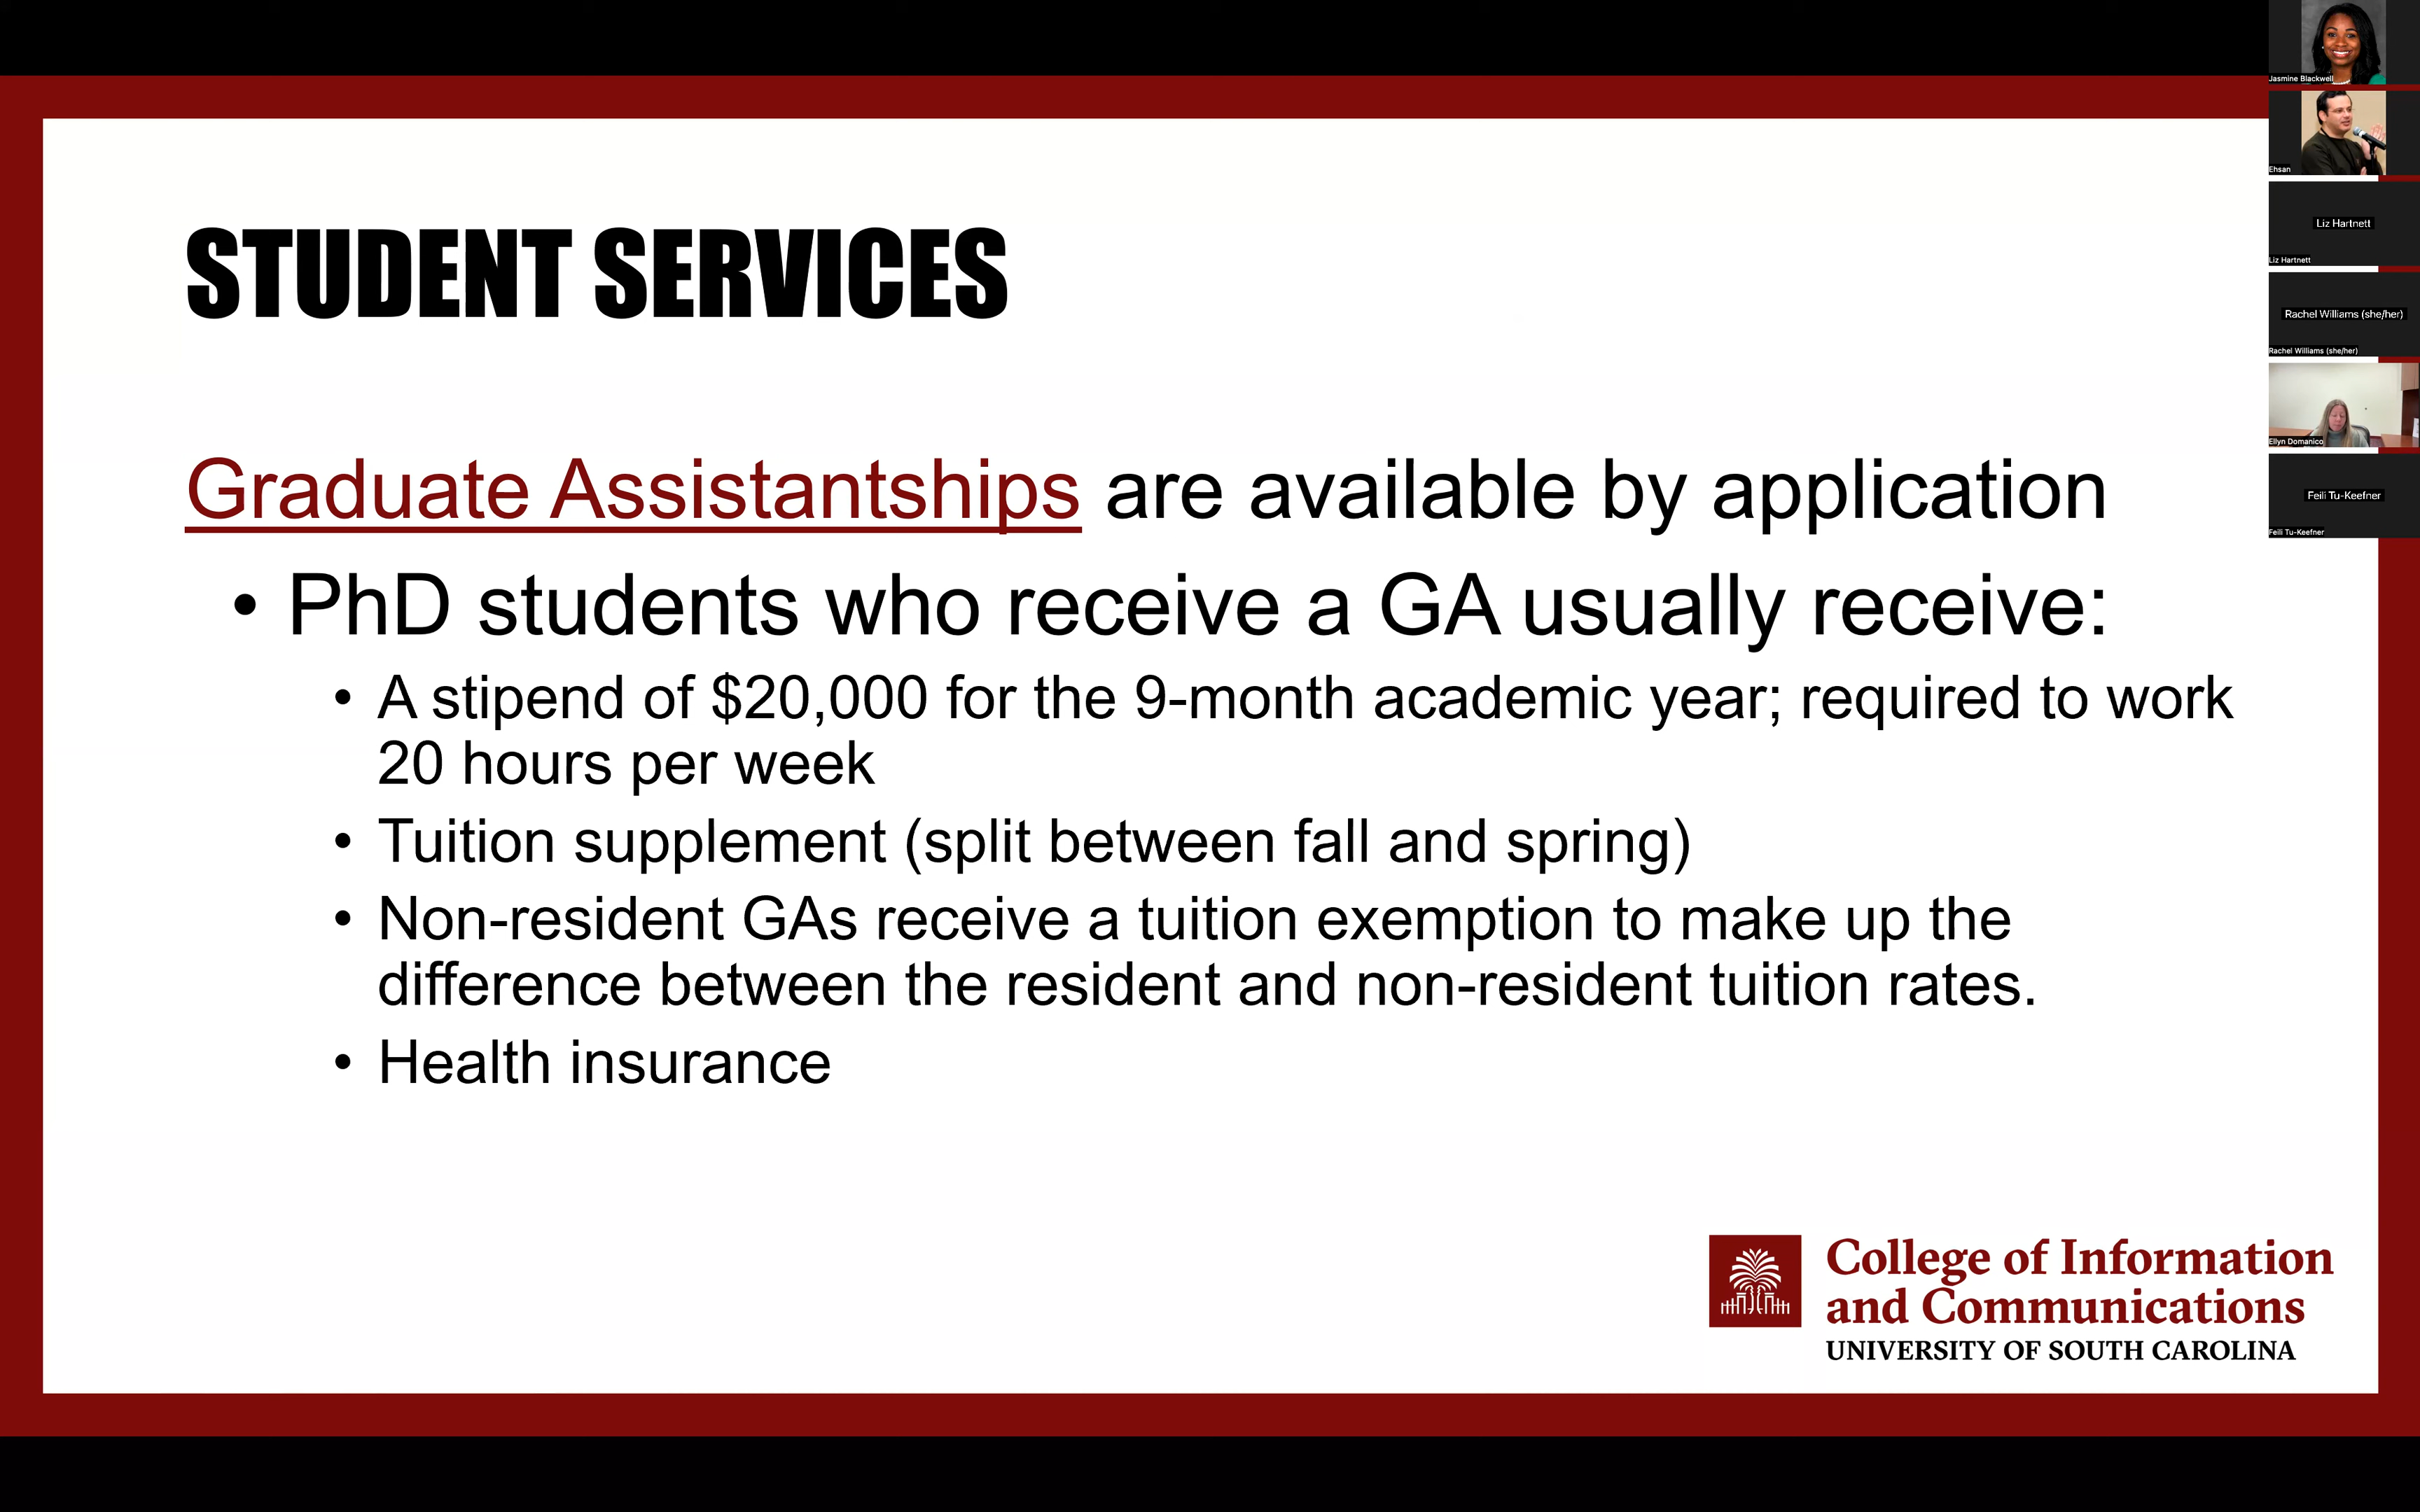 STUDENT SERVICES
Graduate Assistantships are available by application
• PhD students who receive a GA usually receive:
• A stipend of $20,000 for the 9-month academic year; required to work
20 hours per week
• Tuition supplement (split between fall and spring)
• Non-resident GAs receive a tuition exemption to make up the
difference between the resident and non-resident tuition rates.
• Health insurance
College of Information
and Communications
UNIVERSITY OF SOUTH CAROLINA
Jasmine Blackwell
Ehsan
Liz Hartnett
Liz Hartnett
Rachel Williams (she/her)
Rachel Williams (she/her)
Ellyn Domanico
Feili Tu-Keefner
Feili Tu-Keefner